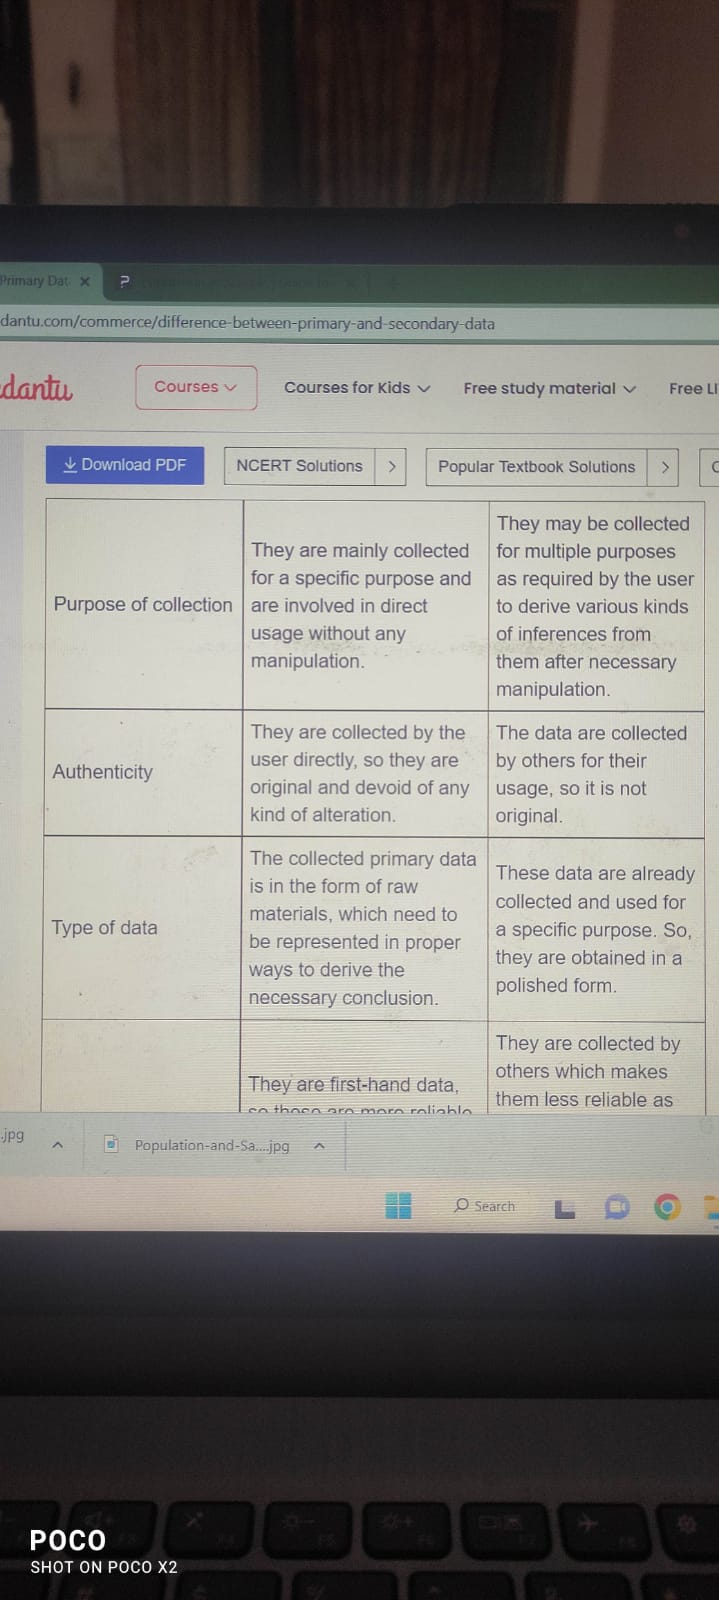 Primary Dat
dantu.com/commerce/difference-between-primary-and-secondary-data
edantu
Courses
Courses for Kids
Free study material
Free LI
Download PDF
NCERT Solutions
Popular Textbook Solutions
Purpose of collection
They are mainly collected
for a specific purpose and
are involved in direct
usage without any
manipulation.
They may be collected
for multiple purposes
as required by the user
to derive various kinds
of inferences from
them after necessary
manipulation.
Authenticity
They are collected by the
user directly, so they are
original and devoid of any
kind of alteration.
The data are collected
by others for their
usage, so it is not
original.
Type of data
The collected primary data
is in the form of raw
materials, which need to
be represented in proper
ways to derive the
necessary conclusion.
These data are already
collected and used for
a specific purpose. So,
they are obtained in a
polished form.
They are first-hand data,
so those are more reliable
They are collected by
others which makes
them less reliable as
.jpg
Population-and-Sa....jpg
Search
POCO
SHOT ON POCO X2